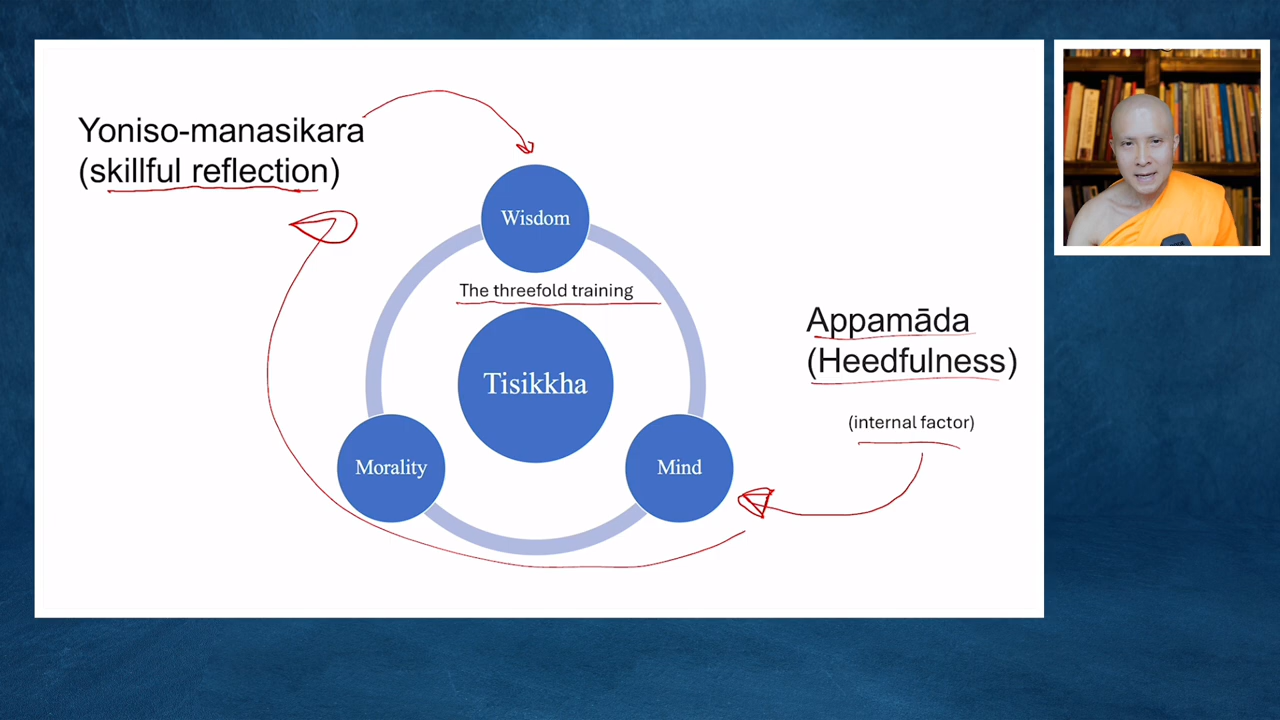 Yoniso-manasikara
(skillful reflection)
Wisdom
The threefold training
Tisikkha
Morality
Mind
Appamāda
(Heedfulness)
(internal factor)